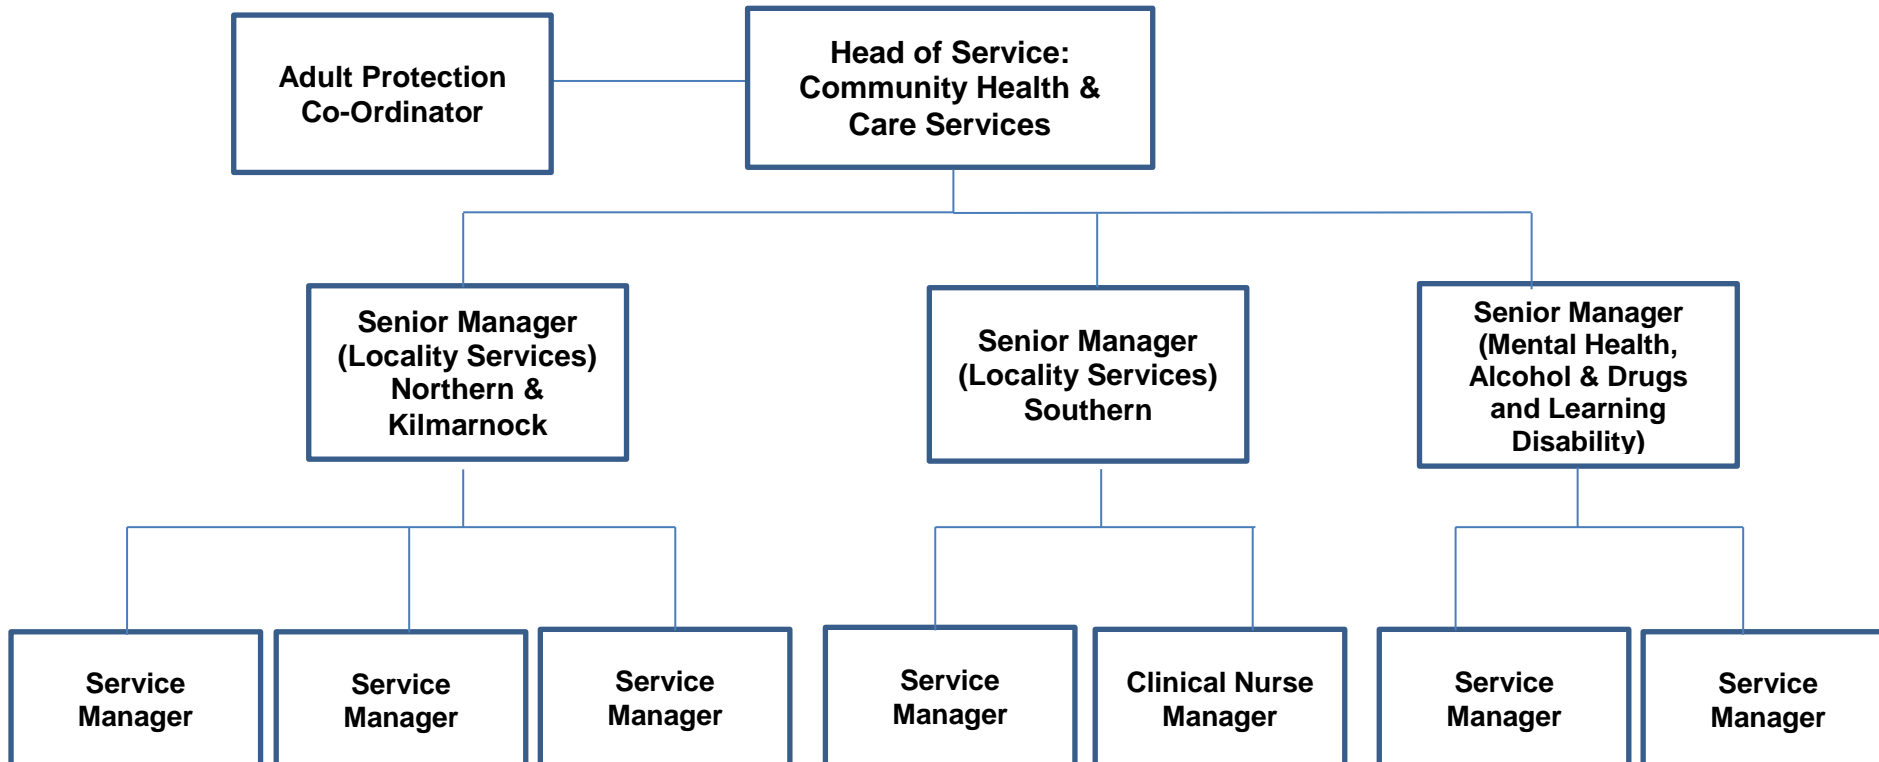 Adult Protection
Co-Ordinator
Head of Service:
Community Health &
Care Services
Senior Manager
(Locality Services)
Northern &
Kilmarnock
Senior Manager
(Locality Services)
Southern
Senior Manager
(Mental Health,
Alcohol & Drugs
and Learning
Disability)
Service
Manager
Service
Manager
Service
Manager
Service
Manager
Clinical Nurse
Manager
Service
Manager
Service
Manager